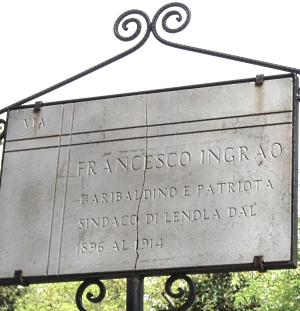 VIA
FRANCESCO INGRAO
GARIBALDINO E PATRIOTA
SINDACO DI LENOLA DAL
1896 AL 1914